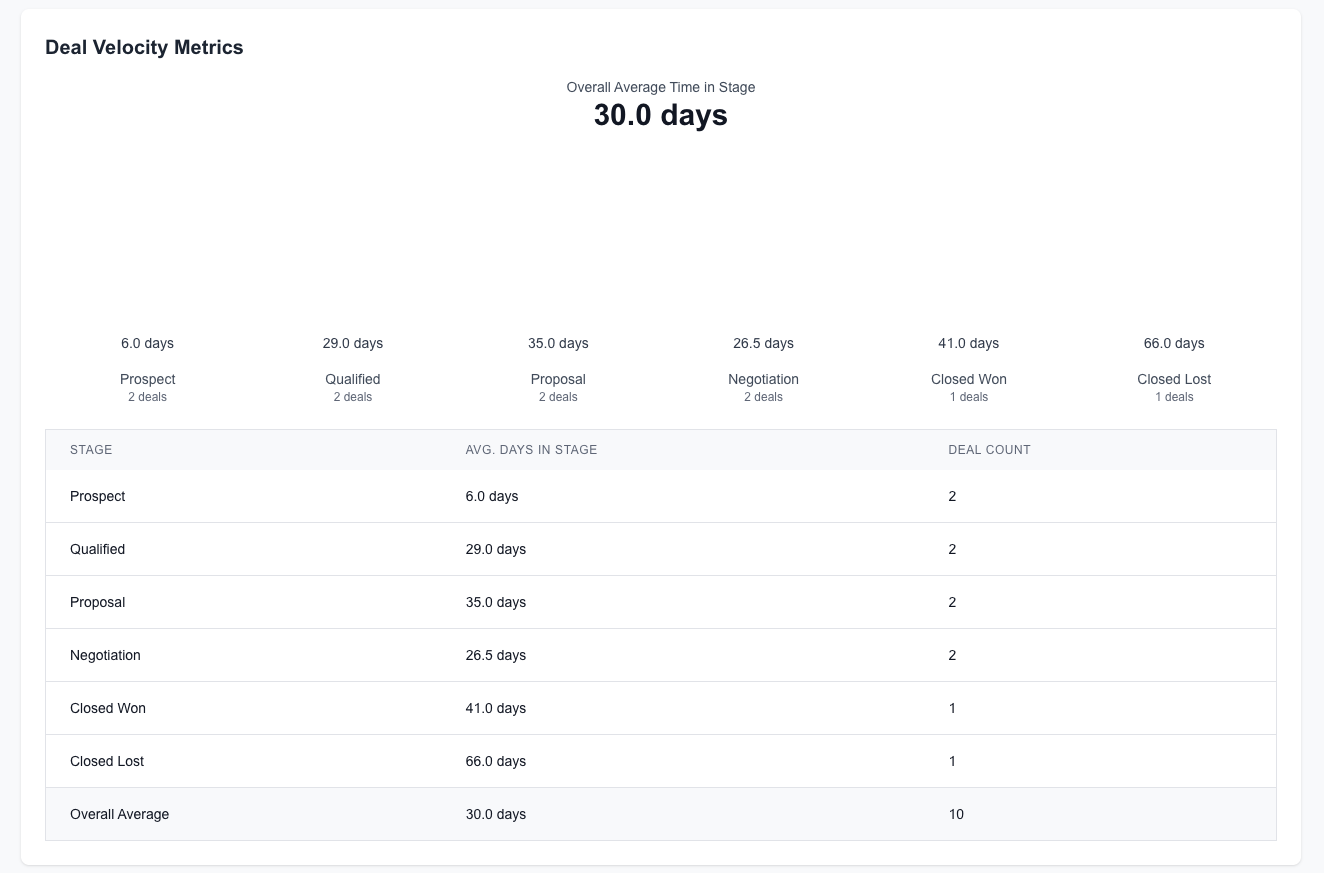 Deal Velocity Metrics
Overall Average Time in Stage
30.0 days
6.0 days 29.0 days 35.0 days 26.5 days 41.0 days 66.0 days
Prospect Qualified Proposal Negotiation Closed Won Closed Lost
2 deals 2 deals 2 deals 2 deals 1 deals 1 deals
STAGE AVG. DAYS IN STAGE DEAL COUNT
Prospect 6.0 days 2
Qualified 29.0 days 2
Proposal 35.0 days 2
Negotiation 26.5 days 2
Closed Won 41.0 days 1
Closed Lost 66.0 days 1
Overall Average 30.0 days 10